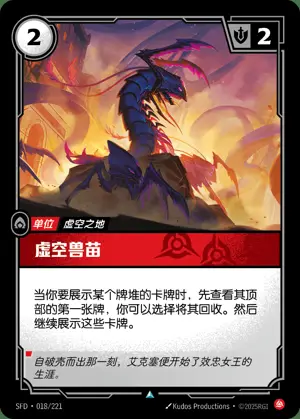 2
2
单位 虚空之地
虚空兽苗
当你要展示某个牌堆的卡牌时，先查看其顶
部的第一张牌，你可以选择将其回收。然后
继续展示这些卡牌。
自破壳而出那一刻，艾克塞便开始了效忠女王的
生涯。
SFD • 018/221
Kudos Productions • ©2025RGI